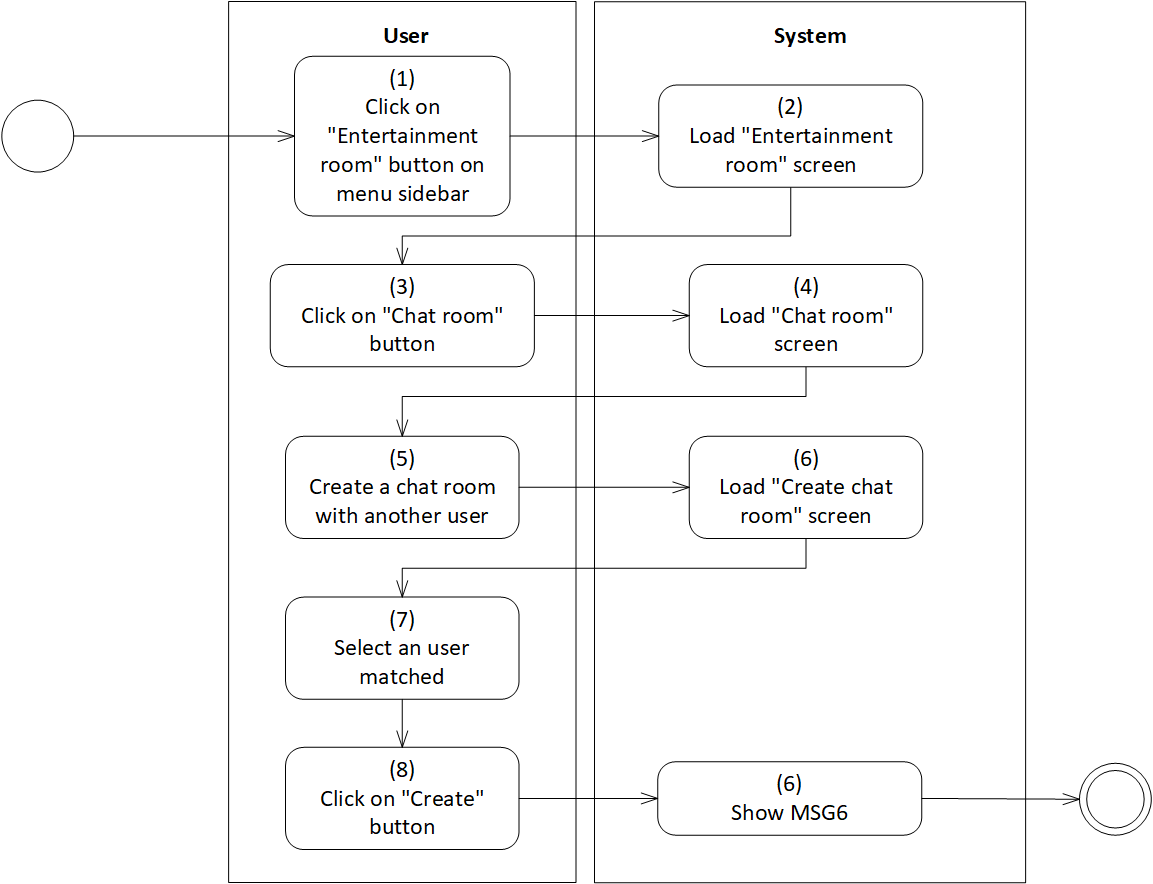 User
System
(1)
Click on
"Entertainment
room" button on
menu sidebar
(2)
Load "Entertainment
room" screen
(3)
Click on "Chat room"
button
(4)
Load "Chat room"
screen
(5)
Create a chat room
with another user
(6)
Load "Create chat
room" screen
(7)
Select an user
matched
(8)
Click on "Create"
button
(6)
Show MSG6